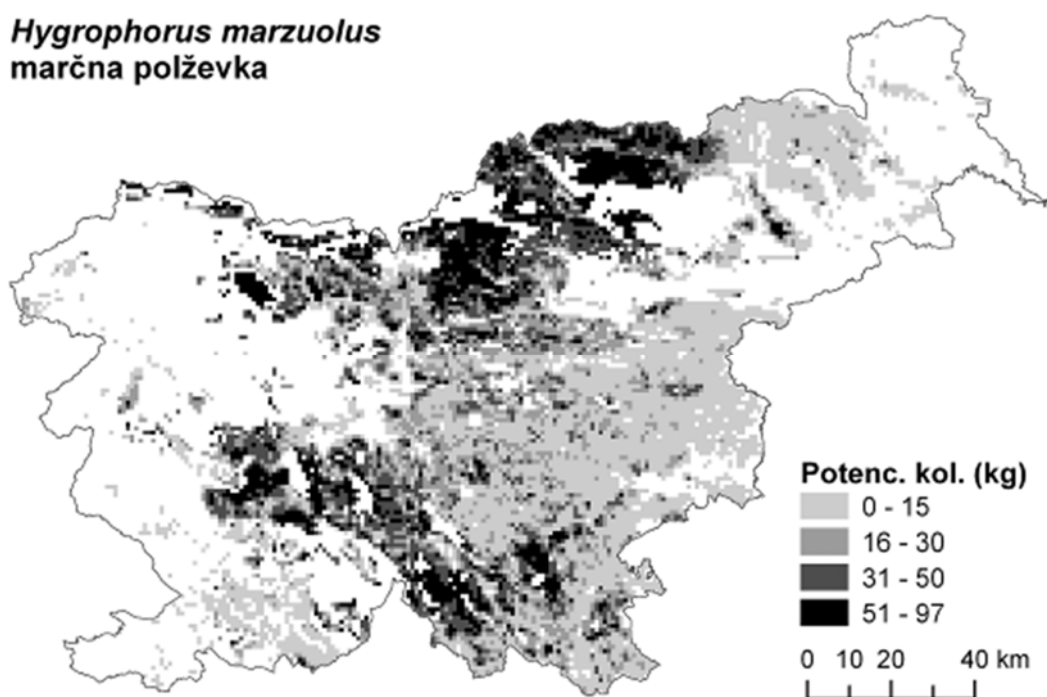 Hygrophorus marzuolus
marčna polževka
Potenc. kol. (kg)
0 - 15
16 - 30
31 - 50
51 - 97
0 10 20 40 km